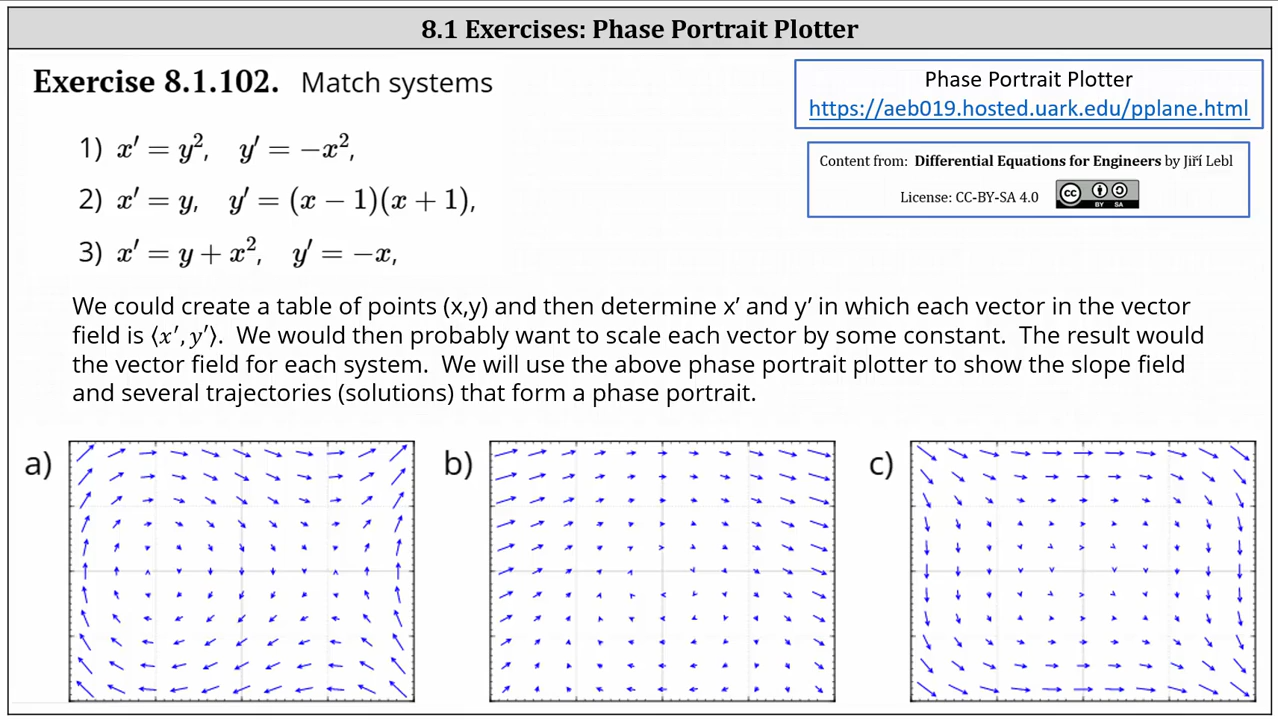 8.1 Exercises: Phase Portrait Plotter
Exercise 8.1.102. Match systems
Phase Portrait Plotter
https://aeb019.hosted.uark.edu/pplane.html
Content from: Differential Equations for Engineers by Jiří Lebl
License: CC-BY-SA 4.0
cc BY SA
1) x′ = y², y′ = −x²,
2) x′ = y, y′ = (x − 1)(x + 1),
3) x′ = y + x², y′ = −x,
We could create a table of points (x,y) and then determine x′ and y′ in which each vector in the vector
field is ⟨x′, y′⟩. We would then probably want to scale each vector by some constant. The result would
the vector field for each system. We will use the above phase portrait plotter to show the slope field
and several trajectories (solutions) that form a phase portrait.
a) b) c)